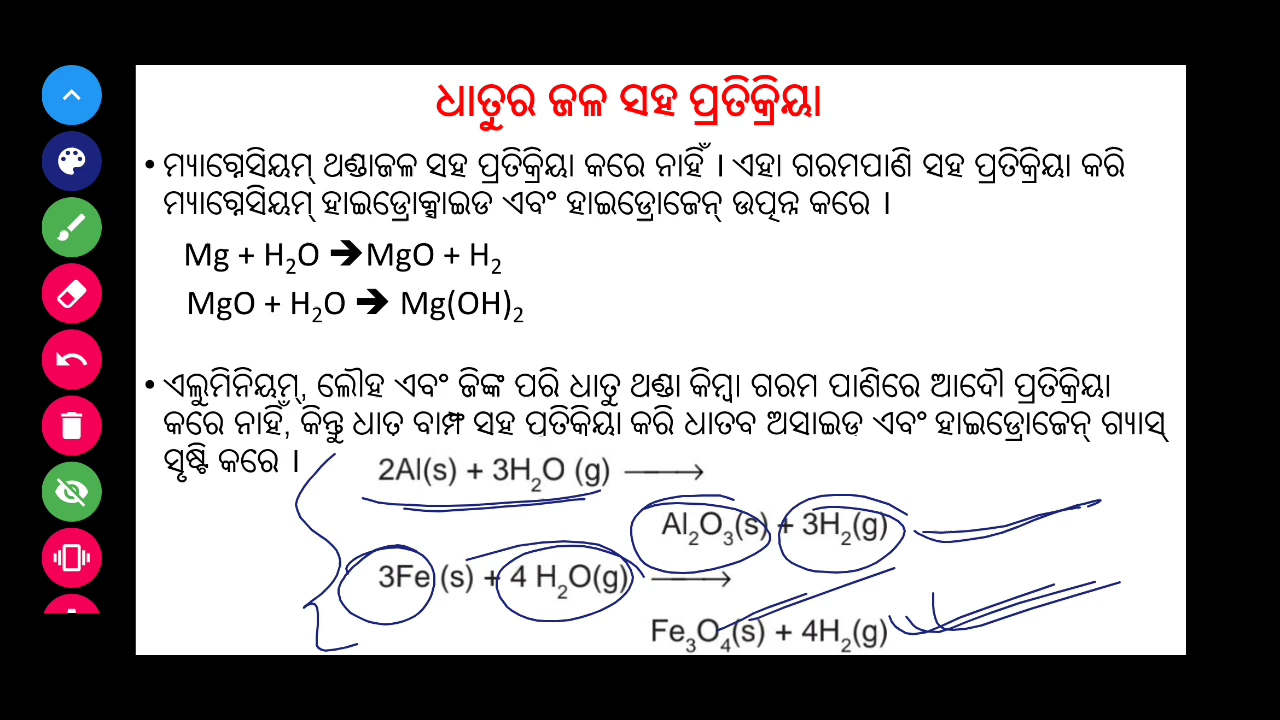 ଧାତୁର ଜଳ ସହ ପ୍ରତିକ୍ରିୟା
• ମ୍ୟାଗ୍ନେସିୟମ୍ ଥଣ୍ଡାଜଳ ସହ ପ୍ରତିକ୍ରିୟା କରେ ନାହିଁ । ଏହା ଗରମପାଣି ସହ ପ୍ରତିକ୍ରିୟା କରି
ମ୍ୟାଗ୍ନେସିୟମ୍ ହାଇଡ୍ରୋକ୍ସାଇଡ ଏବଂ ହାଇଡ୍ରୋଜେନ୍ ଉତ୍ପନ୍ନ କରେ ।
Mg + H₂O ➔MgO + H₂
MgO + H₂O ➔ Mg(OH)₂
• ଏଲୁମିନିୟମ୍, ଲୌହ ଏବଂ ଜିଙ୍କ ପରି ଧାତୁ ଥଣ୍ଡା କିମ୍ବା ଗରମ ପାଣିରେ ଆଦୌ ପ୍ରତିକ୍ରିୟା
କରେ ନାହିଁ, କିନ୍ତୁ ଧାତୁ ବାମ୍ଫ ସହ ପ୍ରତିକ୍ରିୟା କରି ଧାତବ ଅସାଇଡ ଏବଂ ହାଇଡ୍ରୋଜେନ୍ ଗ୍ୟାସ୍
ସୃଷ୍ଟି କରେ ।
2Al(s) + 3H₂O (g) ⟶
Al₂O₃(s) + 3H₂(g)
3Fe (s) + 4 H₂O(g) ⟶
Fe₃O₄(s) + 4H₂(g)